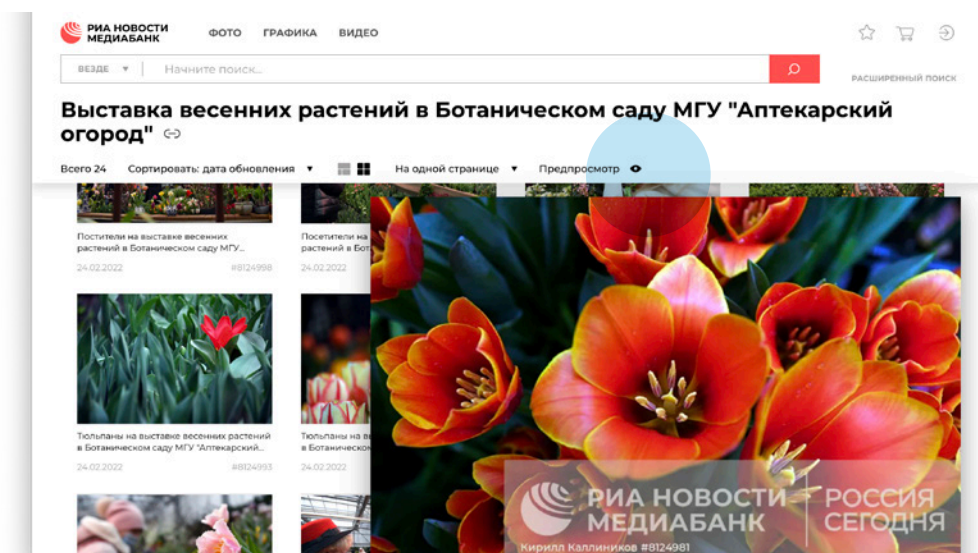 РИА НОВОСТИ
МЕДИАБАНК
ФОТО ГРАФИКА ВИДЕО
ВЕЗДЕ Начните поиск...
РАСШИРЕННЫЙ ПОИСК
Выставка весенних растений в Ботаническом саду МГУ "Аптекарский
огород"
Всего 24 Сортировать: дата обновления На одной странице Предпросмотр
Постители на выставке весенних
растений в Ботаническом саду МГУ...
24.02.2022 #8124998
Посетители на
растений в Бот
24.02.2022
Тюльпаны на выставке весенних растений
в Ботаническом саду МГУ "Аптекарский...
24.02.2022 #8124993
Тюльпаны на в
в Ботаническо
24.02.2022
РИА НОВОСТИ
МЕДИАБАНК
РОССИЯ
СЕГОДНЯ
Кирилл Каллиников #8124981